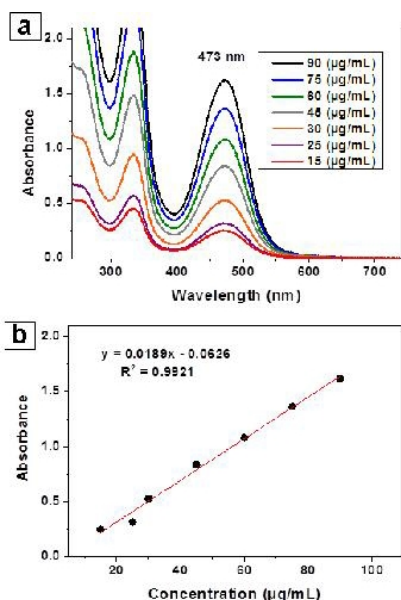 a
473 nm
90 (µg/mL)
75 (µg/mL)
60 (µg/mL)
45 (µg/mL)
30 (µg/mL)
25 (µg/mL)
15 (µg/mL)
Absorbance
2.0
1.5
1.0
0.5
0.0
300 400 500 600 700
Wavelength (nm)
b
y = 0.0189x - 0.0626
R² = 0.9921
Absorbance
2.0
1.5
1.0
0.5
0.0
20 40 60 80 100
Concentration (µg/mL)